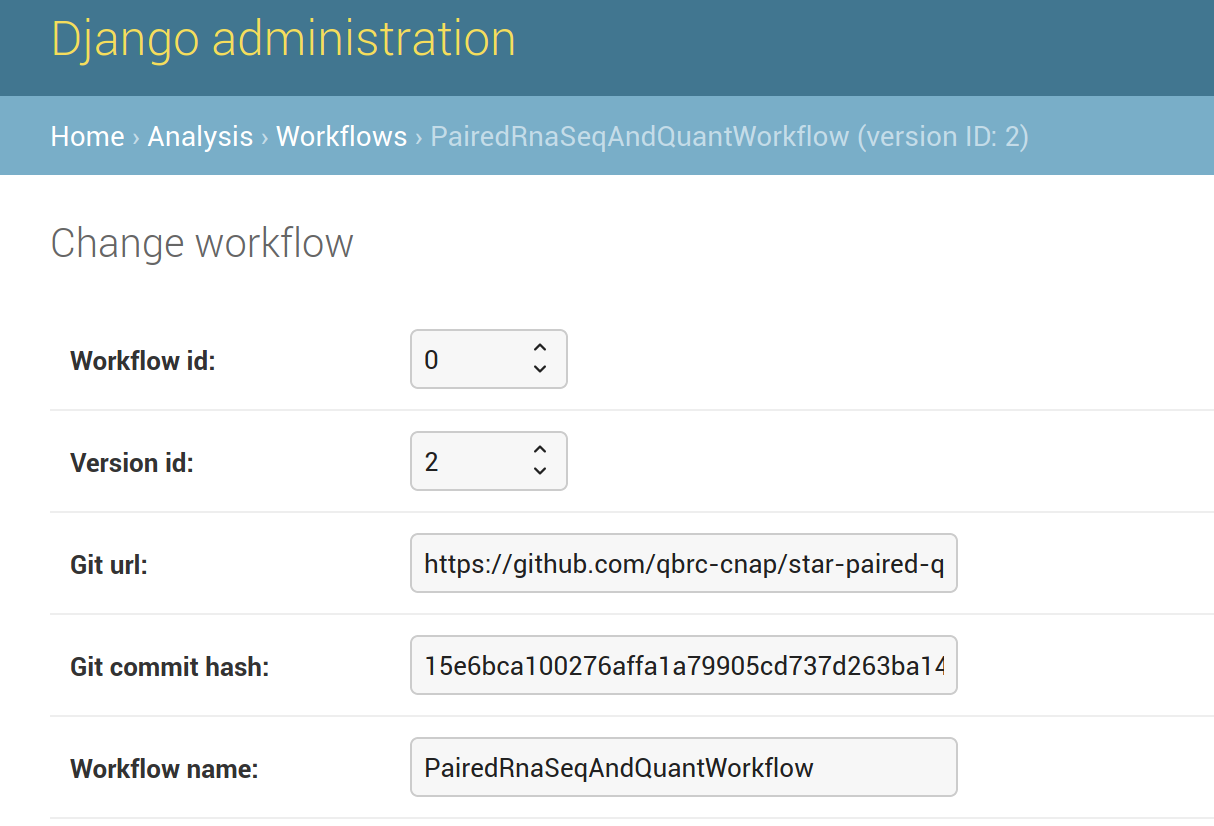 Django administration
Home › Analysis › Workflows › PairedRnaSeqAndQuantWorkflow (version ID: 2)
Change workflow
Workflow id: 0
Version id: 2
Git url: https://github.com/qbrc-cnap/star-paired-q
Git commit hash: 15e6bca100276affa1a79905cd737d263ba14
Workflow name: PairedRnaSeqAndQuantWorkflow